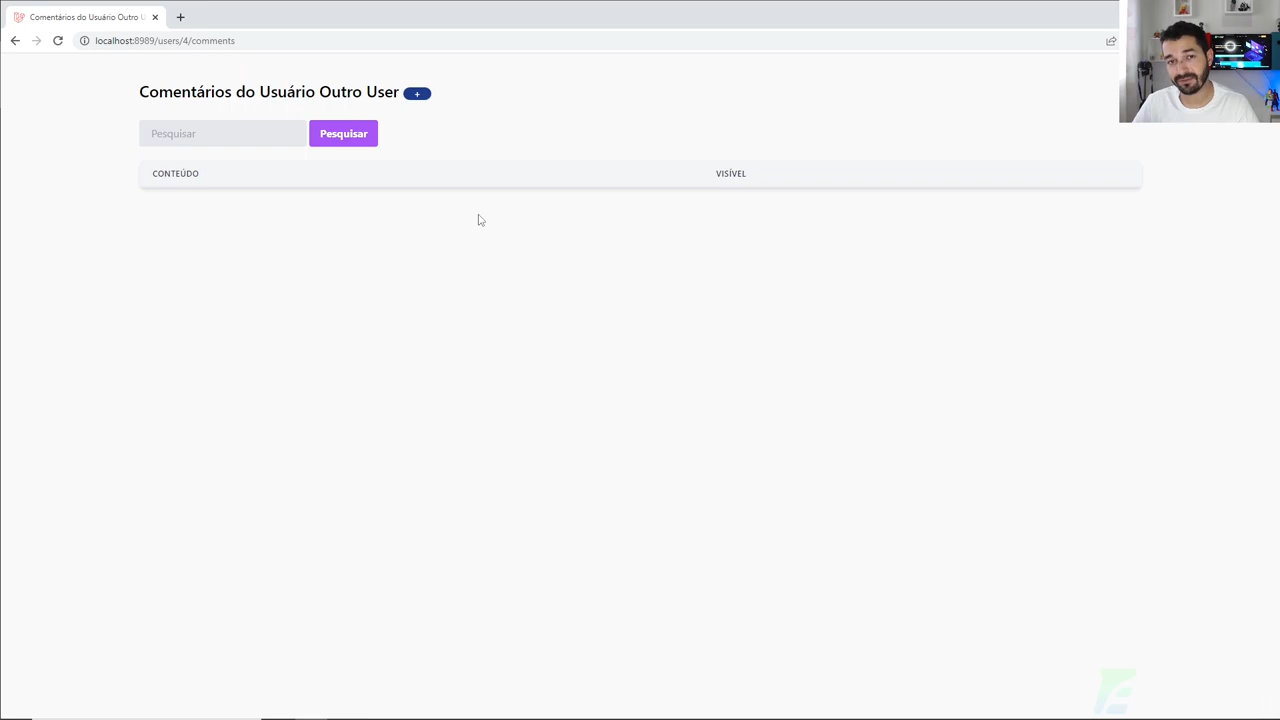 Comentários do Usuário Outro U
localhost:8989/users/4/comments
Comentários do Usuário Outro User +
Pesquisar Pesquisar
CONTEÚDO VISÍVEL